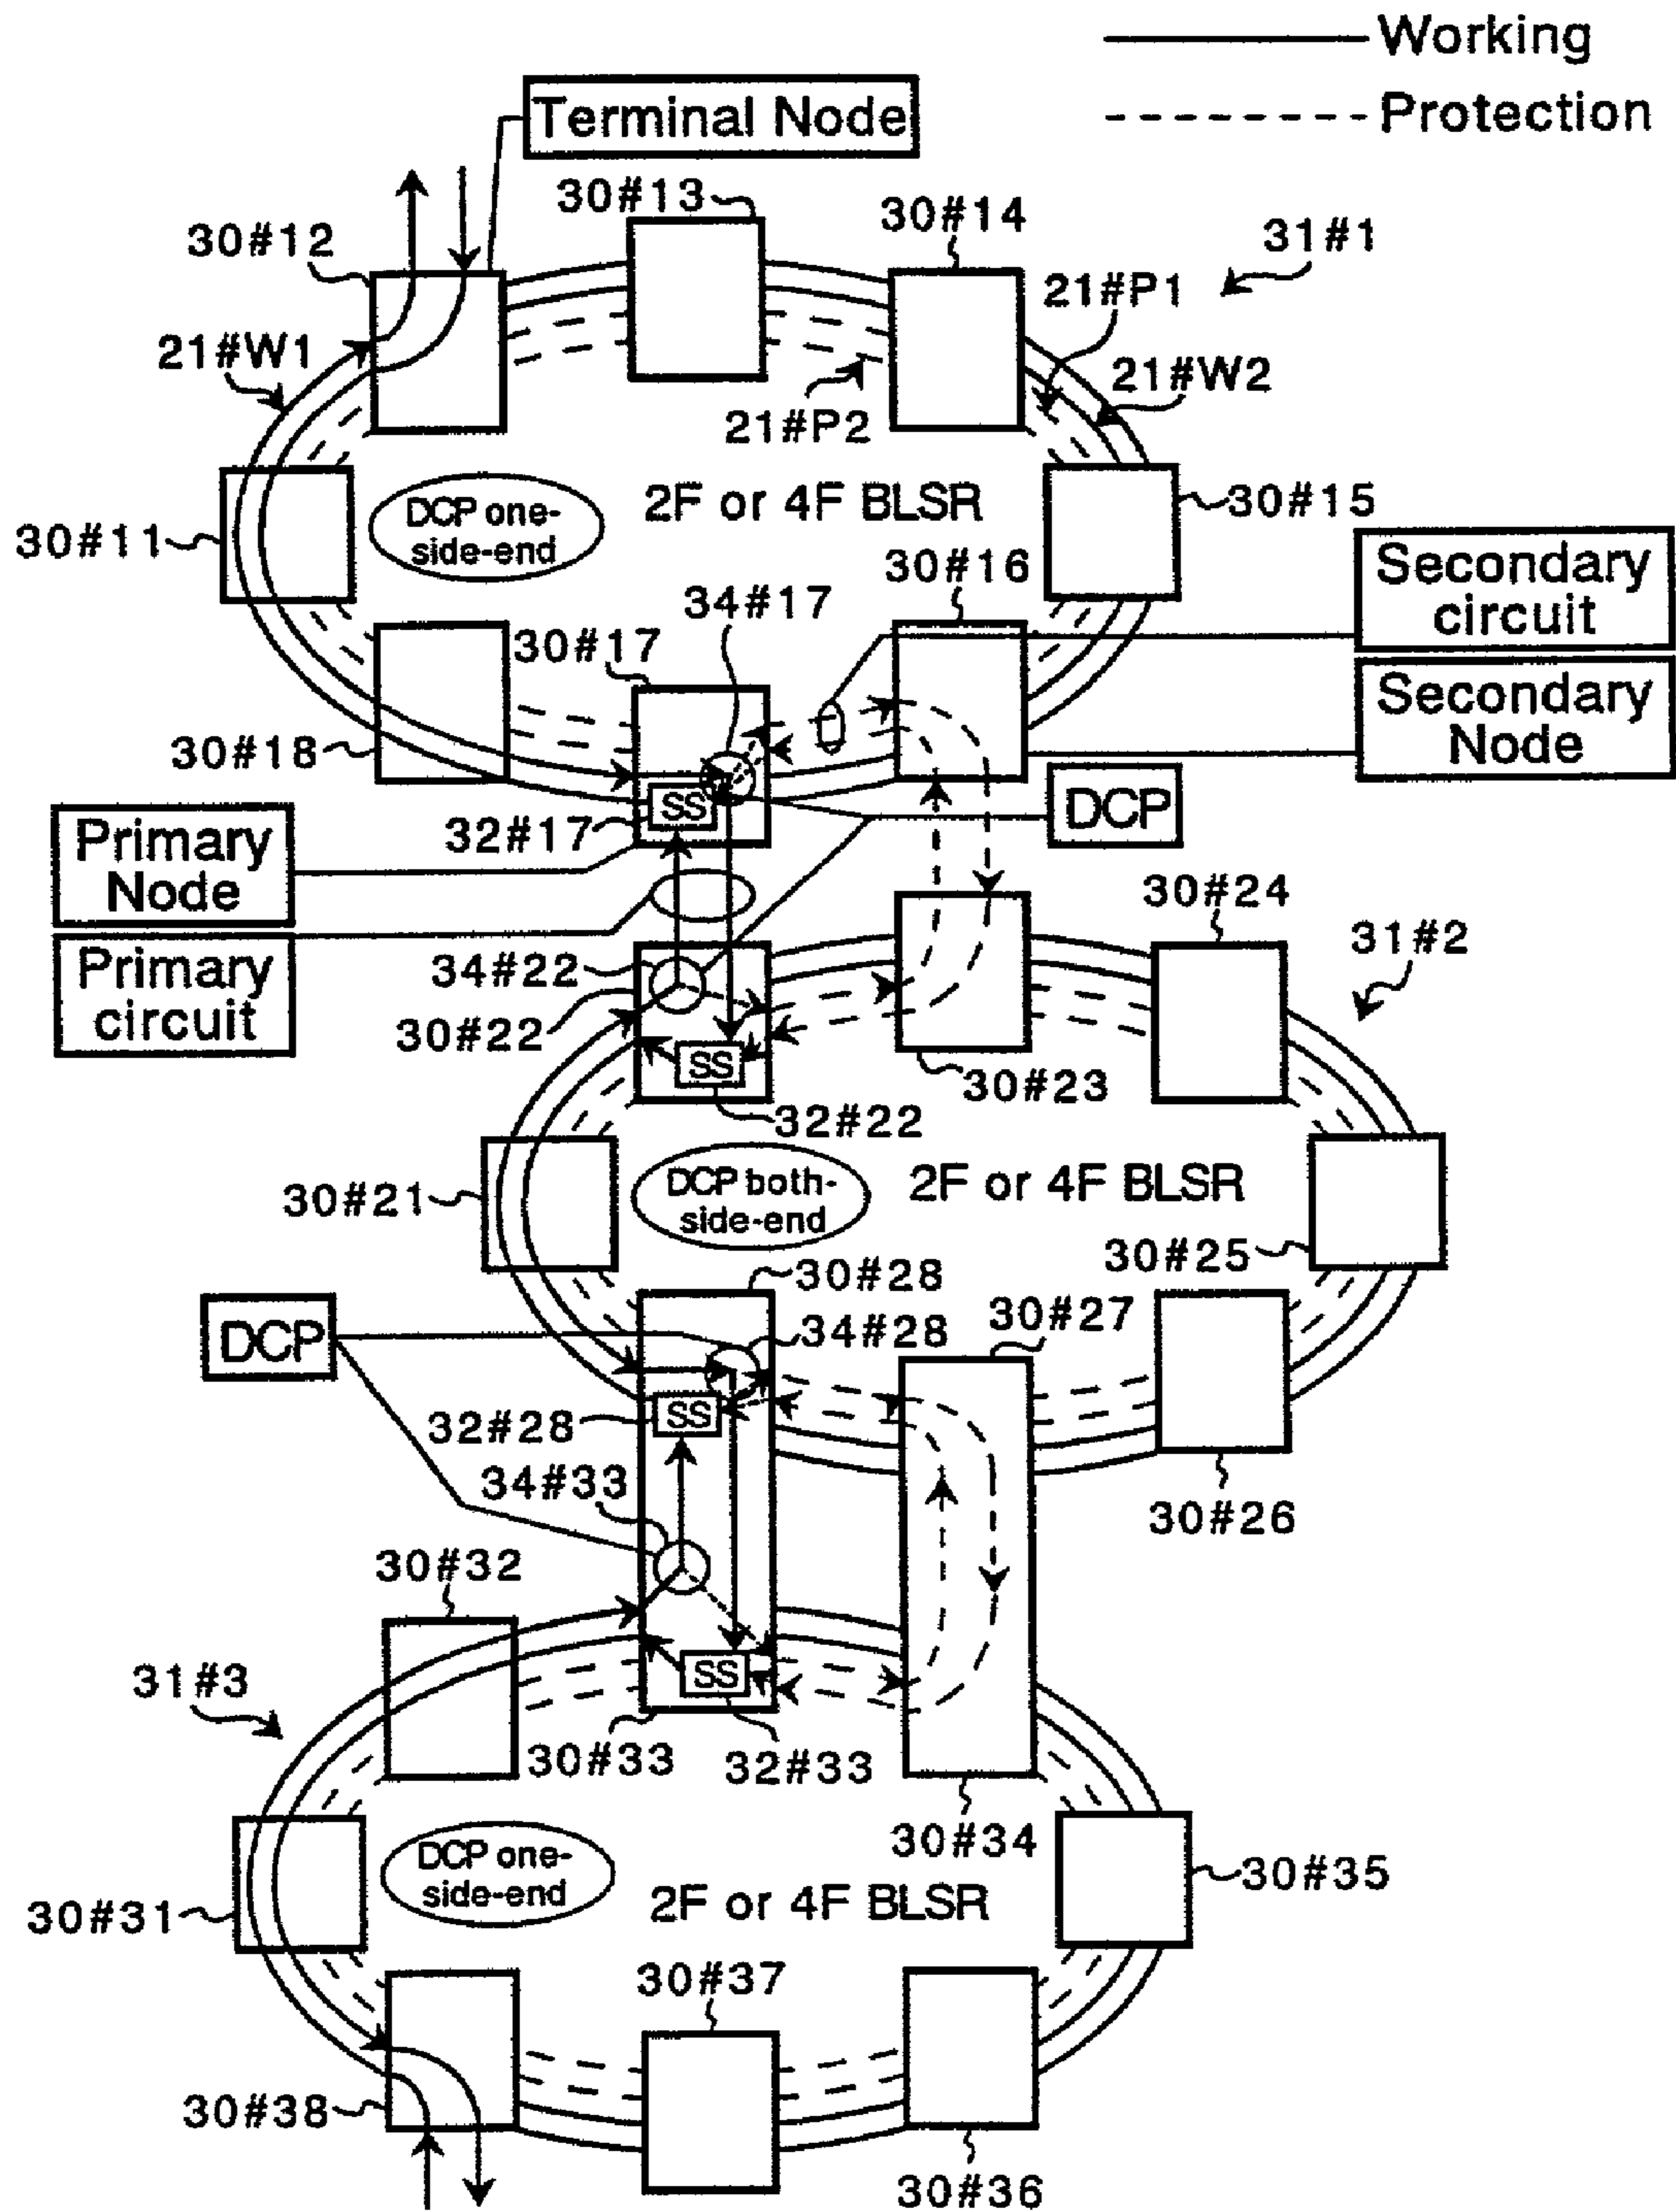 Working
Protection
Terminal Node
30#13
30#14
31#1
30#12
21#P1
21#W1
21#W2
21#P2
DCP one-
side-end
2F or 4F BLSR
30#15
30#11
Secondary
circuit
30#16
34#17
30#17
Secondary
Node
30#18
SS
DCP
32#17
Primary
Node
30#24
31#2
34#22
Primary
circuit
30#22
SS
30#23
32#22
DCP both-
side-end
2F or 4F BLSR
30#21
30#25
30#28
30#27
DCP
34#28
SS
32#28
34#33
30#26
30#32
31#3
SS
30#33
32#33
30#34
DCP one-
side-end
2F or 4F BLSR
30#35
30#31
30#37
30#38
30#36